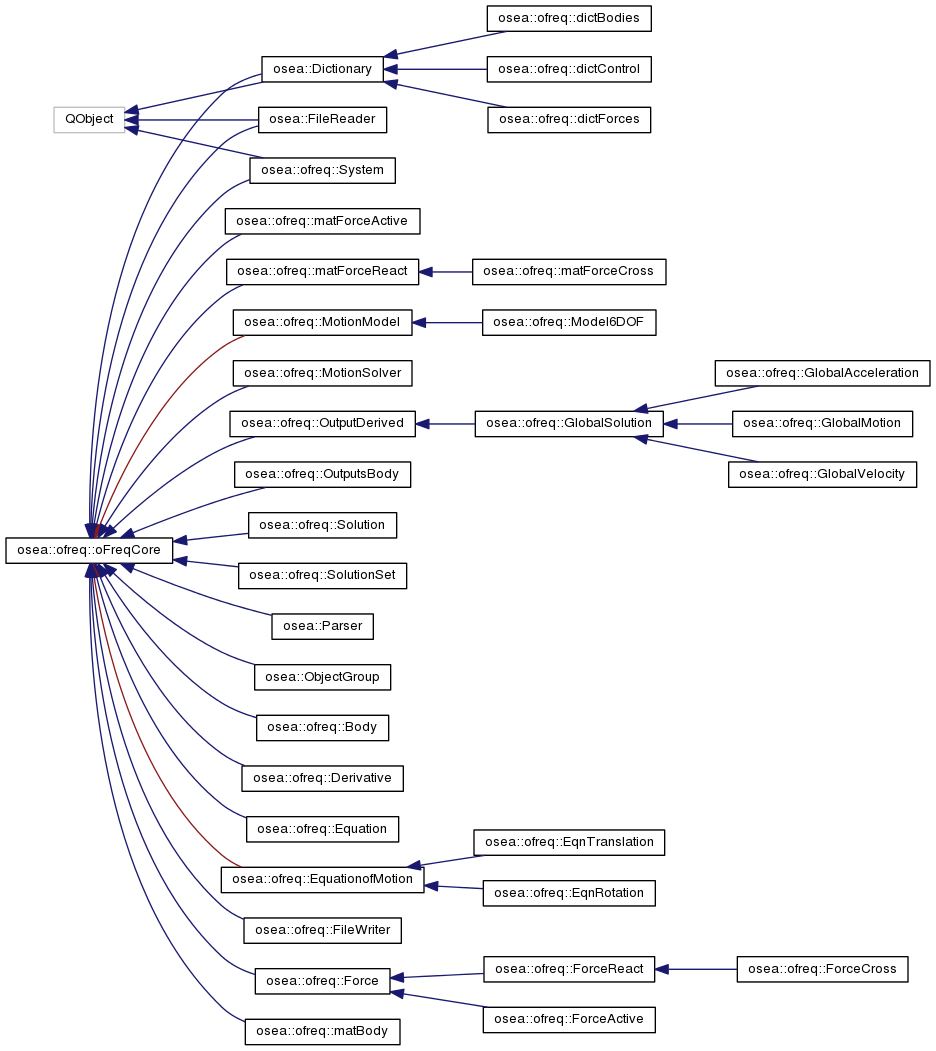 osea::ofreq::dictBodies
osea::Dictionary
osea::ofreq::dictControl
QObject
osea::FileReader
osea::ofreq::dictForces
osea::ofreq::System
osea::ofreq::matForceActive
osea::ofreq::matForceReact
osea::ofreq::matForceCross
osea::ofreq::MotionModel
osea::ofreq::Model6DOF
osea::ofreq::MotionSolver
osea::ofreq::GlobalAcceleration
osea::ofreq::OutputDerived
osea::ofreq::GlobalSolution
osea::ofreq::GlobalMotion
osea::ofreq::OutputsBody
osea::ofreq::GlobalVelocity
osea::ofreq::Solution
osea::ofreq::oFreqCore
osea::ofreq::SolutionSet
osea::Parser
osea::ObjectGroup
osea::ofreq::Body
osea::ofreq::Derivative
osea::ofreq::Equation
osea::ofreq::EqnTranslation
osea::ofreq::EquationofMotion
osea::ofreq::EqnRotation
osea::ofreq::FileWriter
osea::ofreq::ForceReact
osea::ofreq::ForceCross
osea::ofreq::Force
osea::ofreq::ForceActive
osea::ofreq::matBody